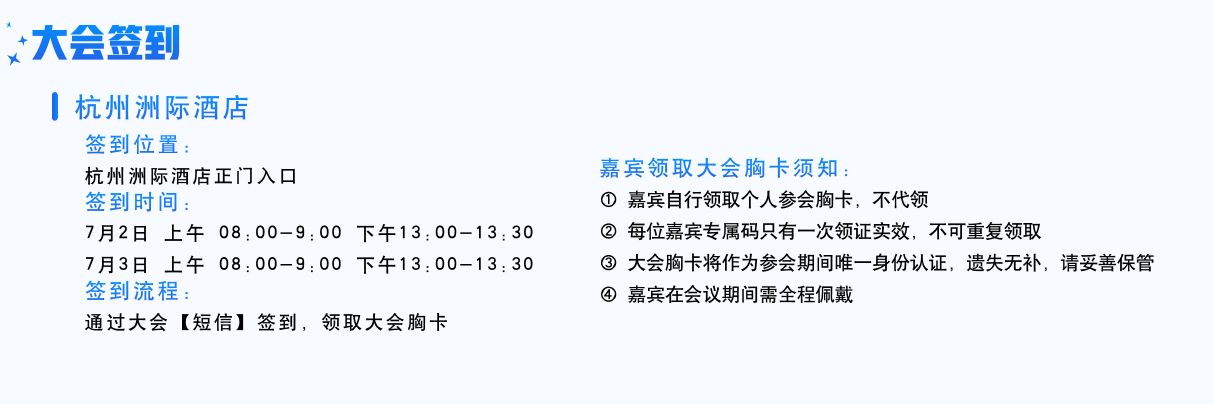 大会签到
杭州洲际酒店
签到位置：
杭州洲际酒店正门入口
签到时间：
7月2日 上午 08:00-9:00 下午13:00-13:30
7月3日 上午 08:00-9:00 下午13:00-13:30
签到流程：
通过大会【短信】签到，领取大会胸卡
嘉宾领取大会胸卡须知：
① 嘉宾自行领取个人参会胸卡，不代领
② 每位嘉宾专属码只有一次领证实效，不可重复领取
③ 大会胸卡将作为参会期间唯一身份认证，遗失无补，请妥善保管
④ 嘉宾在会议期间需全程佩戴